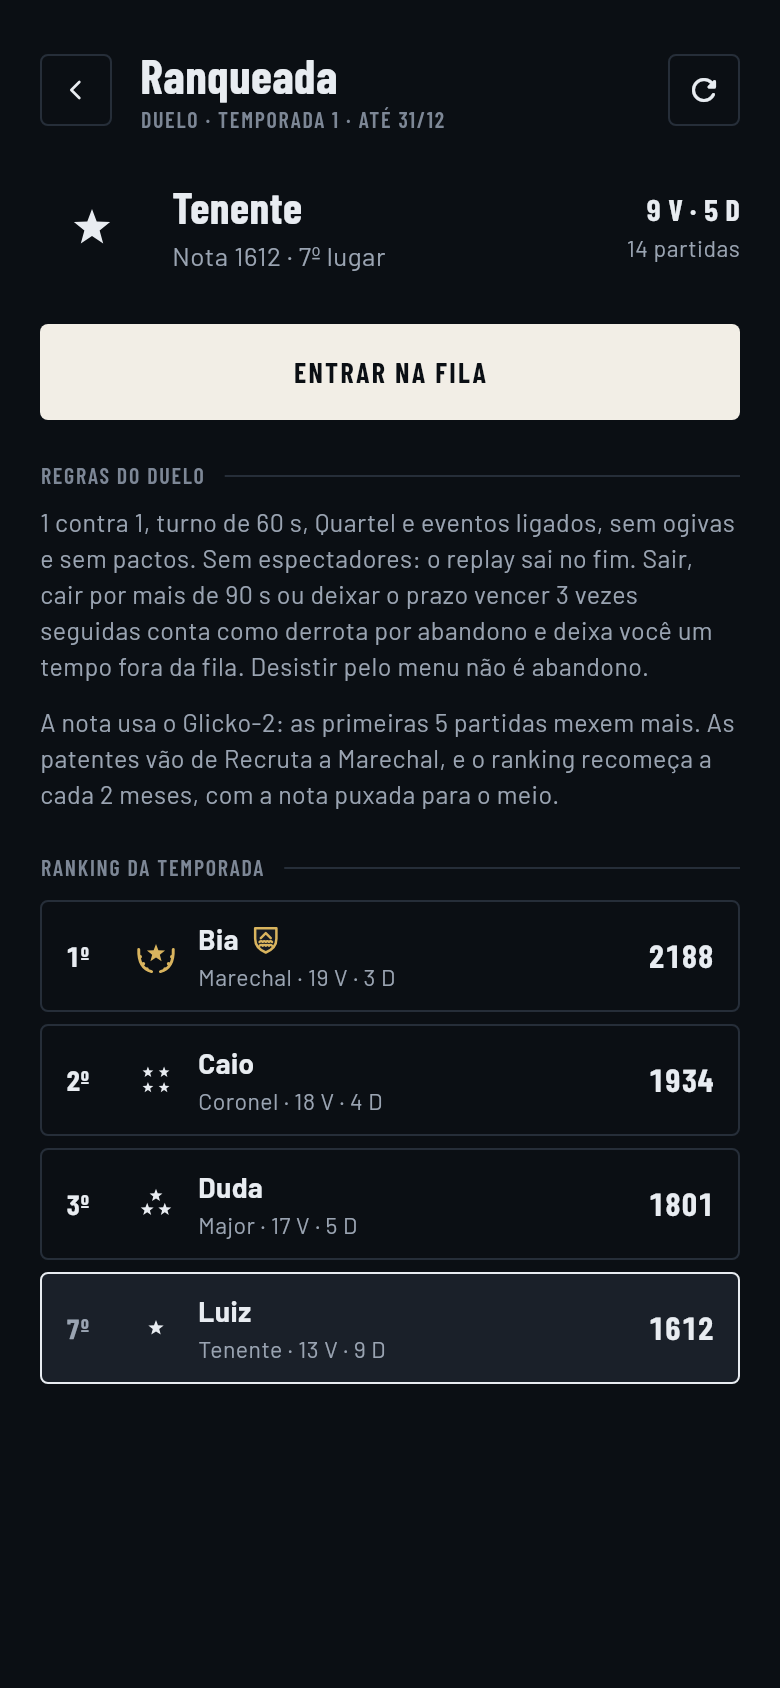 Ranqueada
DUELO · TEMPORADA 1 · ATÉ 31/12
Tenente
9 V · 5 D
Nota 1612 · 7º lugar
14 partidas
ENTRAR NA FILA
REGRAS DO DUELO
1 contra 1, turno de 60 s, Quartel e eventos ligados, sem ogivas
e sem pactos. Sem espectadores: o replay sai no fim. Sair,
cair por mais de 90 s ou deixar o prazo vencer 3 vezes
seguidas conta como derrota por abandono e deixa você um
tempo fora da fila. Desistir pelo menu não é abandono.
A nota usa o Glicko-2: as primeiras 5 partidas mexem mais. As
patentes vão de Recruta a Marechal, e o ranking recomeça a
cada 2 meses, com a nota puxada para o meio.
RANKING DA TEMPORADA
1º
Bia
Marechal · 19 V · 3 D
2188
2º
Caio
Coronel · 18 V · 4 D
1934
3º
Duda
Major · 17 V · 5 D
1801
7º
Luiz
Tenente · 13 V · 9 D
1612